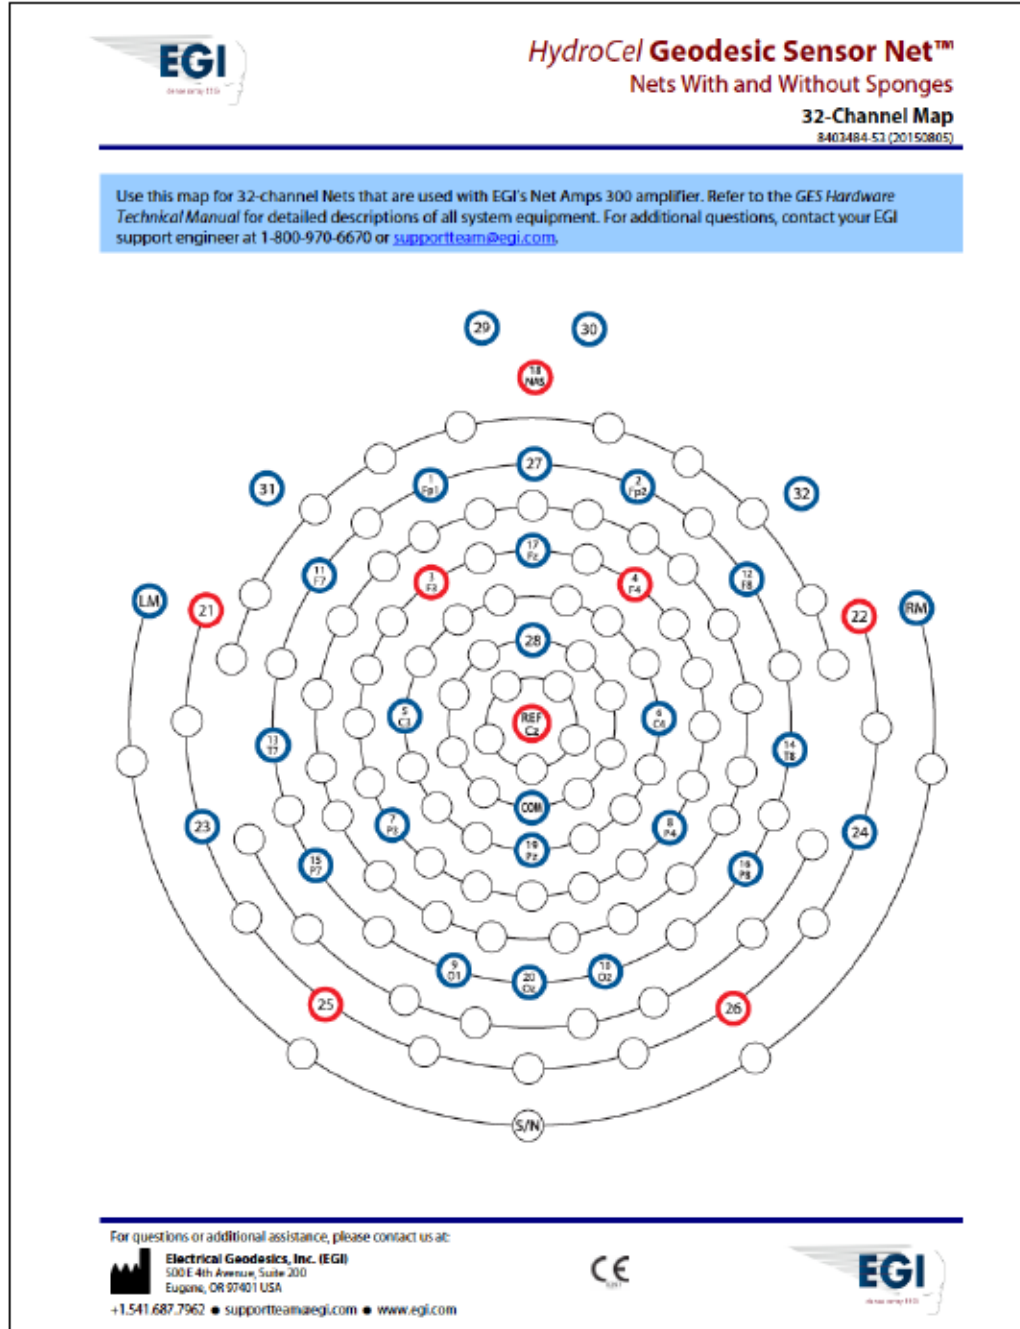 EGI
HydroCel Geodesic Sensor Net™
Nets With and Without Sponges
32-Channel Map
8403484-53 (20150805)
Use this map for 32-channel Nets that are used with EGI's Net Amps 300 amplifier. Refer to the GES Hardware
Technical Manual for detailed descriptions of all system equipment. For additional questions, contact your EGI
support engineer at 1-800-970-6670 or supportteam@egi.com.
29
30
18
NAS
27
1
Fp1
2
Fp2
31
32
17
Fz
11
F7
3
F3
4
F4
12
F8
LM
21
22
RM
28
5
C3
REF
Cz
6
C4
13
T7
14
T8
COM
23
7
P3
8
P4
24
19
Pz
15
P7
16
P8
9
O1
20
Oz
10
O2
25
26
S/N
For questions or additional assistance, please contact us at:
Electrical Geodesics, Inc. (EGI)
500 E 4th Avenue, Suite 200
Eugene, OR 97401 USA
+1.541.687.7962 ● supportteam@egi.com ● www.egi.com
CE
EGI